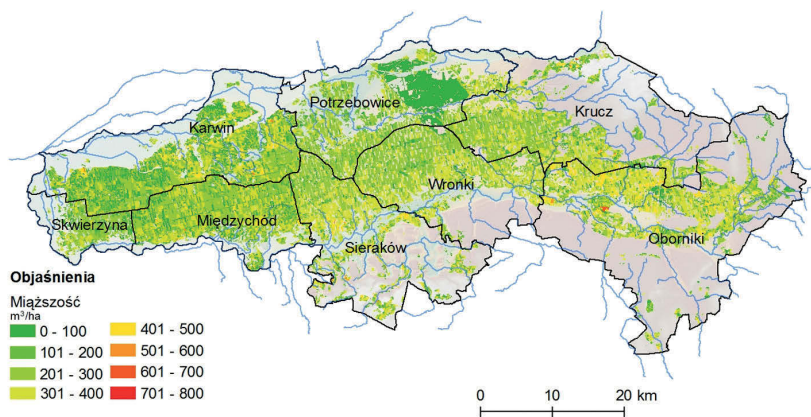 Potrzebowice
Krucz
Karwin
Wronki
Skwierzyna
Międzychód
Sieraków
Oborniki
Objaśnienia
Miąższość
m³/ha
0 - 100
101 - 200
201 - 300
301 - 400
401 - 500
501 - 600
601 - 700
701 - 800
0 10 20 km